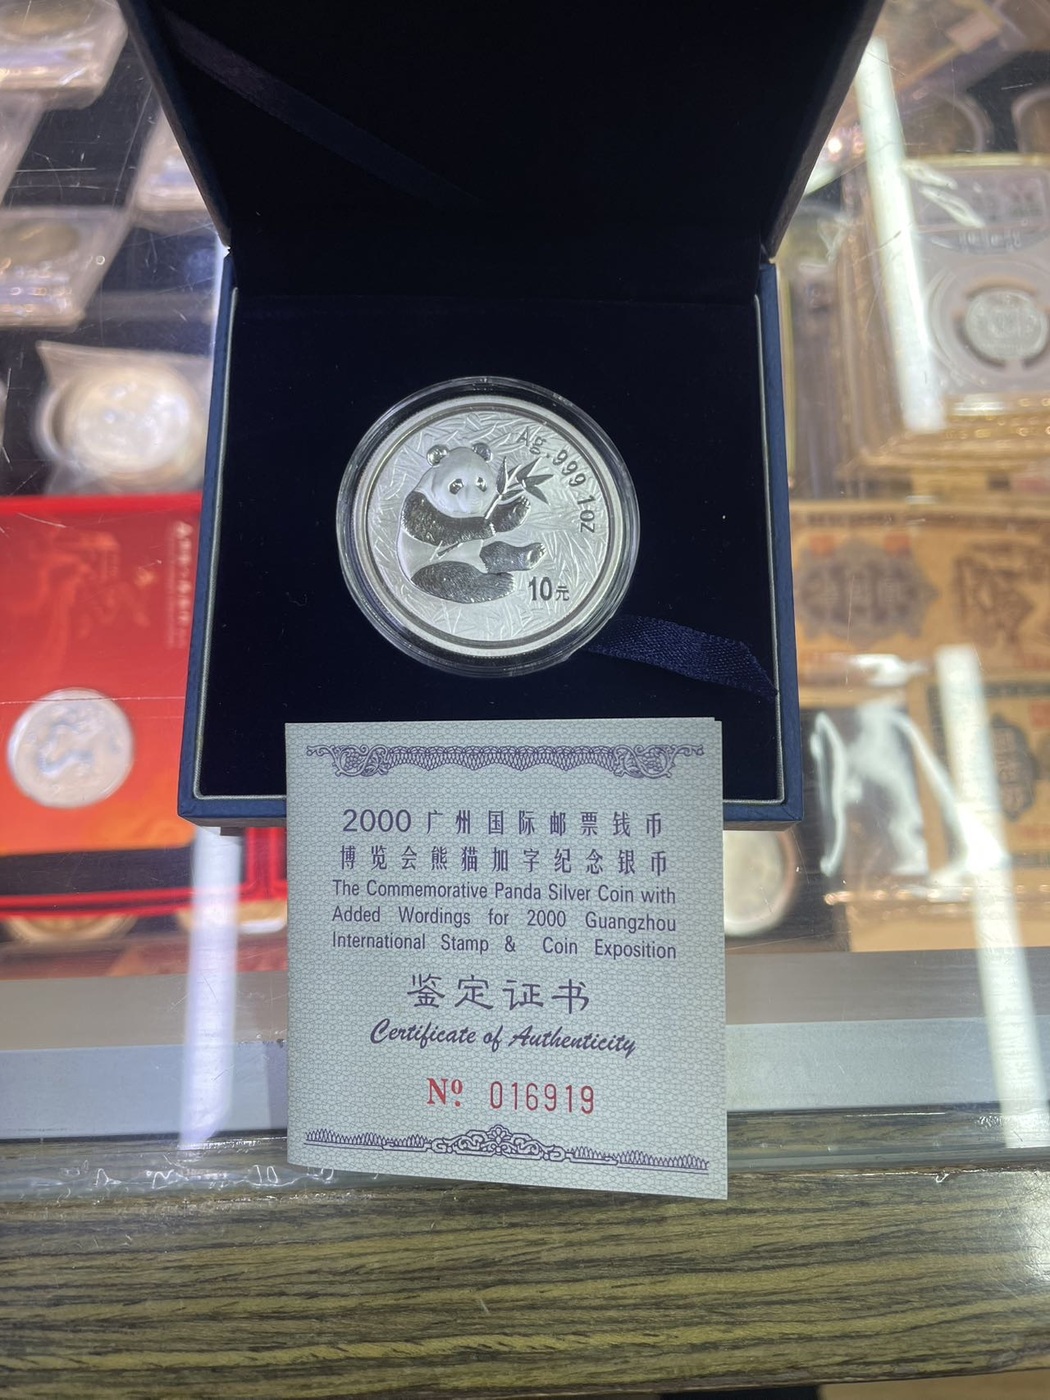 Ag.999 1oz
10元
2000 广州国际邮票钱币
博览会熊猫加字纪念银币
The Commemorative Panda Silver Coin with
Added Wordings for 2000 Guangzhou
International Stamp & Coin Exposition
鉴定证书
Certificate of Authenticity
Nº 016919